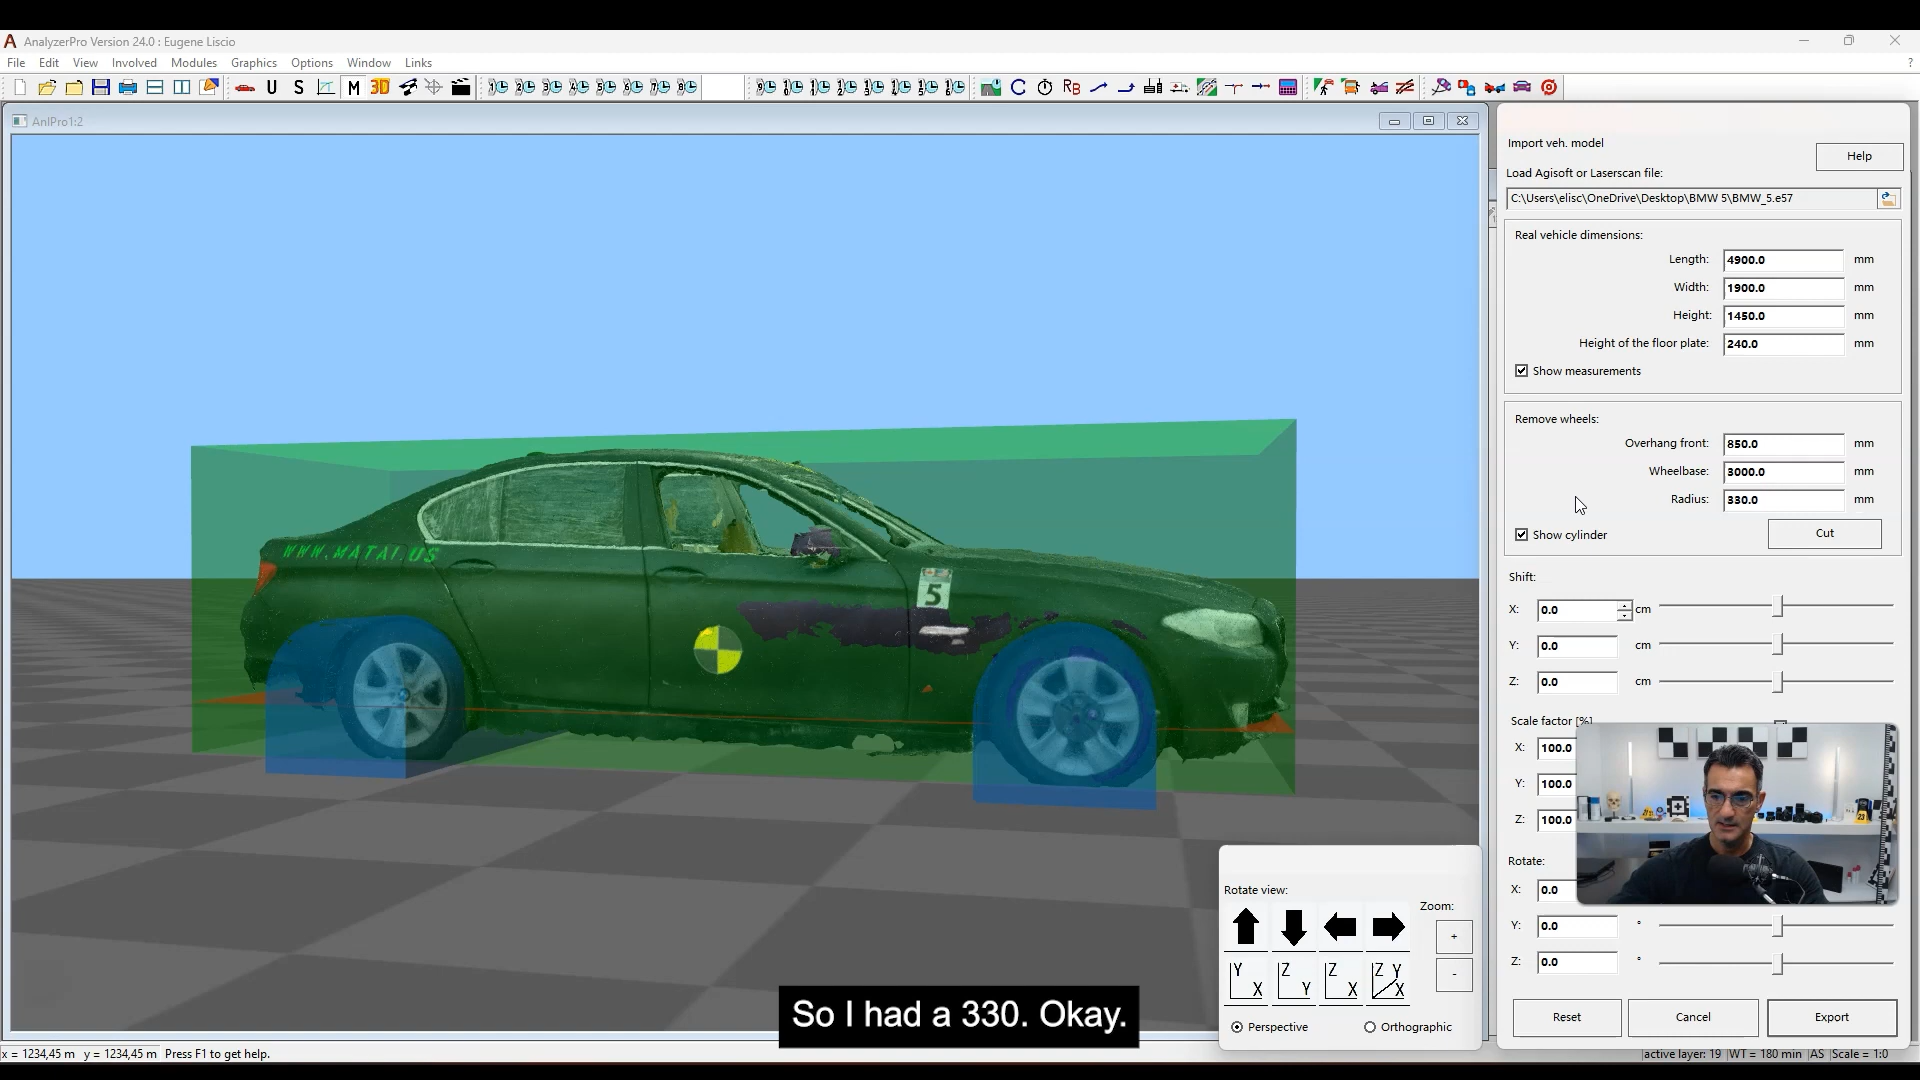 AnalyzerPro Version 24.0 : Eugene Liscio
File Edit View Involved Modules Graphics Options Window Links ?
U S M 3D RB
AnlPro1:2
Import veh. model
Help
Load Agisoft or Laserscan file:
C:\Users\elisc\OneDrive\Desktop\BMW 5\BMW_5.e57
Real vehicle dimensions:
Length: 4900.0 mm
Width: 1900.0 mm
Height: 1450.0 mm
Height of the floor plate: 240.0 mm
Show measurements
Remove wheels:
Overhang front: 850.0 mm
Wheelbase: 3000.0 mm
Radius: 330.0 mm
Show cylinder
Cut
Shift:
X: 0.0 cm
Y: 0.0 cm
Z: 0.0 cm
Scale factor [%]
X: 100.0
Y: 100.0
Z: 100.0
Rotate:
X: 0.0
Y: 0.0 °
Z: 0.0 °
Reset Cancel Export
WWW.MATAI.US
5
23
Rotate view:
Zoom:
+
-
Y X Z Y Z X Z Y X
Perspective Orthographic
So I had a 330. Okay.
x = 1234,45 m y = 1234,45 m Press F1 to get help.
active layer: 19 WT = 180 min AS Scale = 1:0